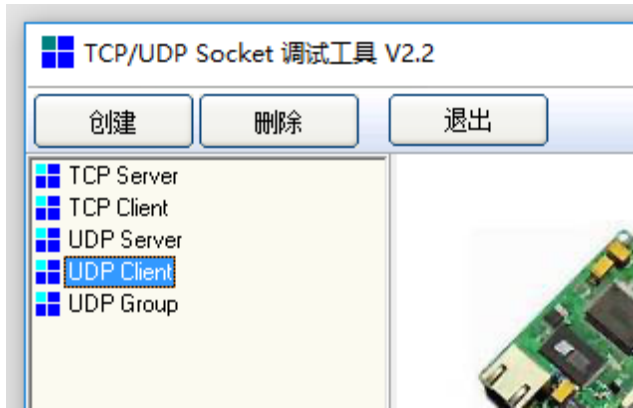 TCP/UDP Socket 调试工具 V2.2
创建 删除 退出
TCP Server
TCP Client
UDP Server
UDP Client
UDP Group